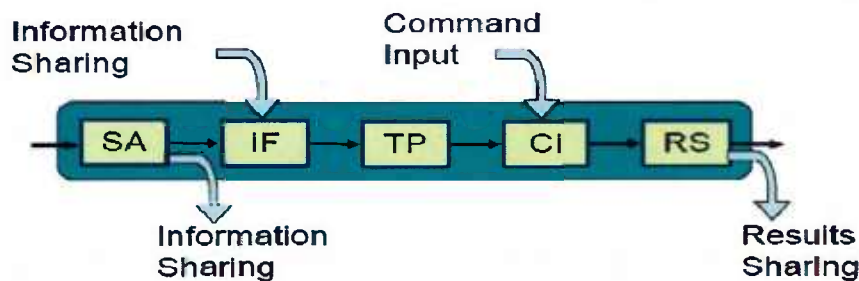 Information
Sharing
Command
Input
SA
IF
TP
CI
RS
Information
Sharing
Results
Sharing